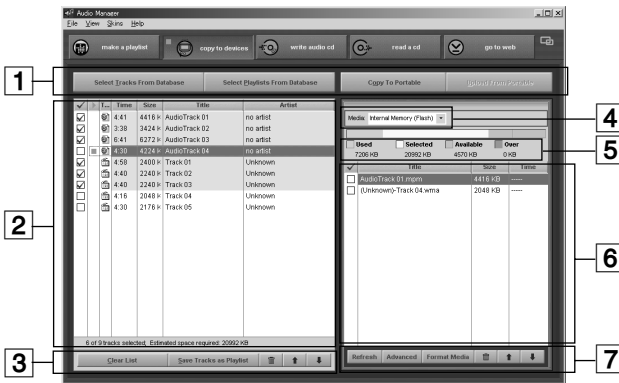 Audio Manager
File View Skins Help
make a playlist copy to devices write audio cd read a cd go to web
1 Select Tracks From Database Select Playlists From Database Copy To Portable Upload From Portable
T... Time Size Title Artist
4:41 4416 K AudioTrack 01 no artist
3:38 3424 K AudioTrack 02 no artist
6:41 6272 K AudioTrack 03 no artist
4:30 4224 K AudioTrack 04 no artist
4:58 2400 K Track 01 Unknown
4:40 2240 K Track 02 Unknown
4:40 2240 K Track 03 Unknown
4:16 2048 K Track 04 Unknown
4:30 2176 K Track 05 Unknown
2
6 of 9 tracks selected, Estimated space required: 20992 KB
3 Clear List Save Tracks as Playlist
Media: Internal Memory (Flash) 4
Used Selected Available Over
7206 KB 20992 KB 4570 KB 0 KB
5
Title Size Time
AudioTrack 01.mpm 4416 KB -----
(Unknown)-Track 04.wma 2048 KB -----
6
Refresh Advanced Format Media 7